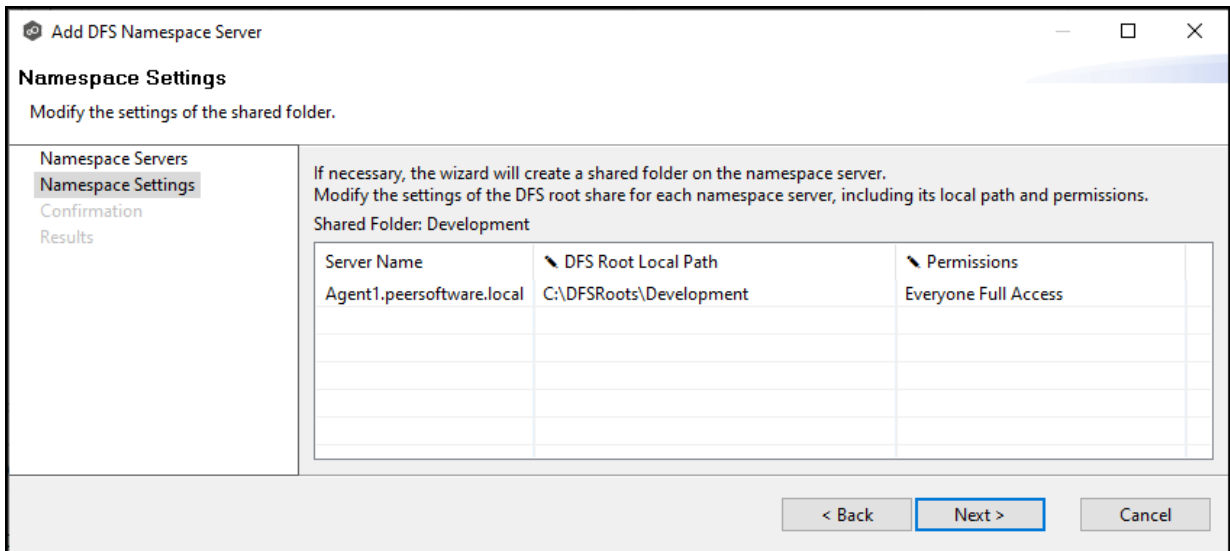 Add DFS Namespace Server
Namespace Settings
Modify the settings of the shared folder.
Namespace Servers
Namespace Settings
Confirmation
Results
If necessary, the wizard will create a shared folder on the namespace server.
Modify the settings of the DFS root share for each namespace server, including its local path and permissions.
Shared Folder: Development
Server Name DFS Root Local Path Permissions
Agent1.peersoftware.local C:\DFSRoots\Development Everyone Full Access
< Back Next > Cancel